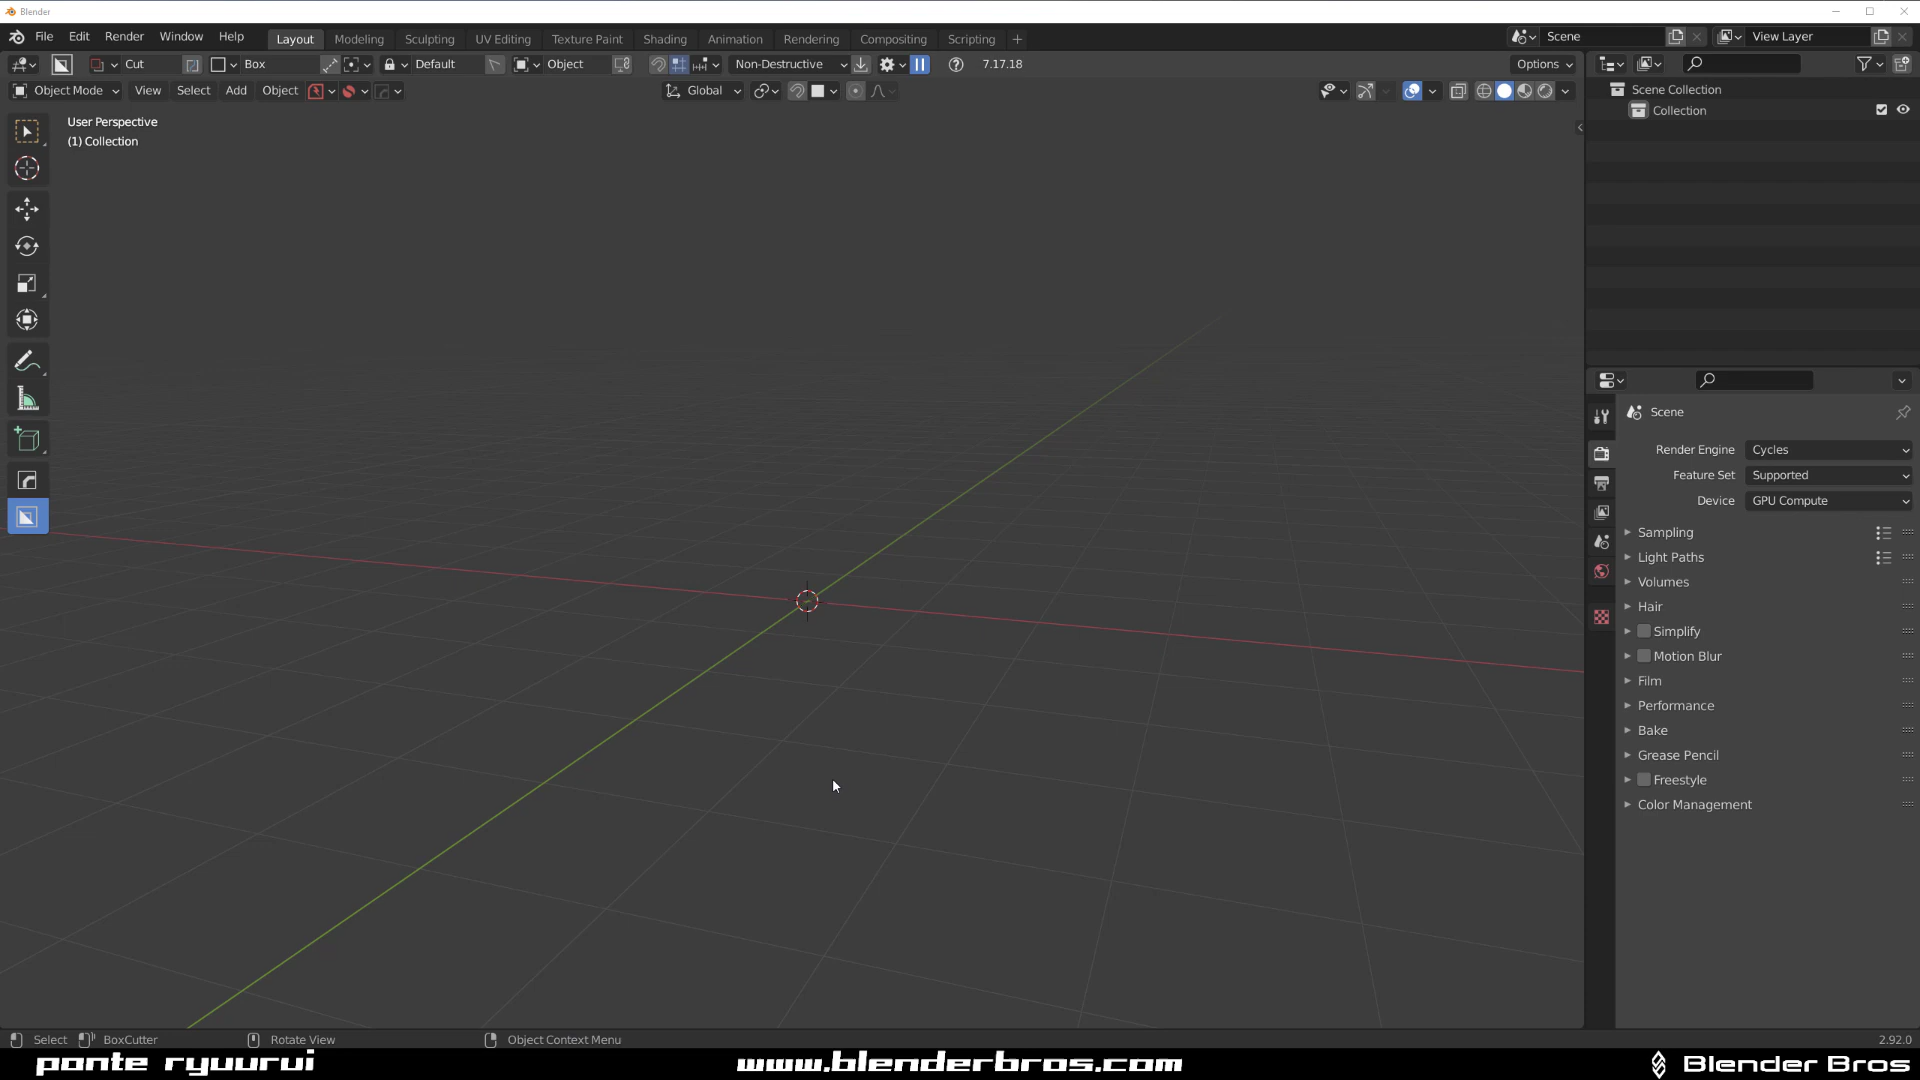 Blender
File Edit Render Window Help Layout Modeling Sculpting UV Editing Texture Paint Shading Animation Rendering Compositing Scripting + Scene View Layer
Cut Box Default Object Non-Destructive 7.17.18 Options
Object Mode View Select Add Object Global
User Perspective
(1) Collection
Scene Collection
Collection
Scene
Render Engine Cycles
Feature Set Supported
Device GPU Compute
Sampling
Light Paths
Volumes
Hair
Simplify
Motion Blur
Film
Performance
Bake
Grease Pencil
Freestyle
Color Management
Select BoxCutter Rotate View Object Context Menu 2.92.0
ponte ryuurui www.blenderbros.com Blender Bros